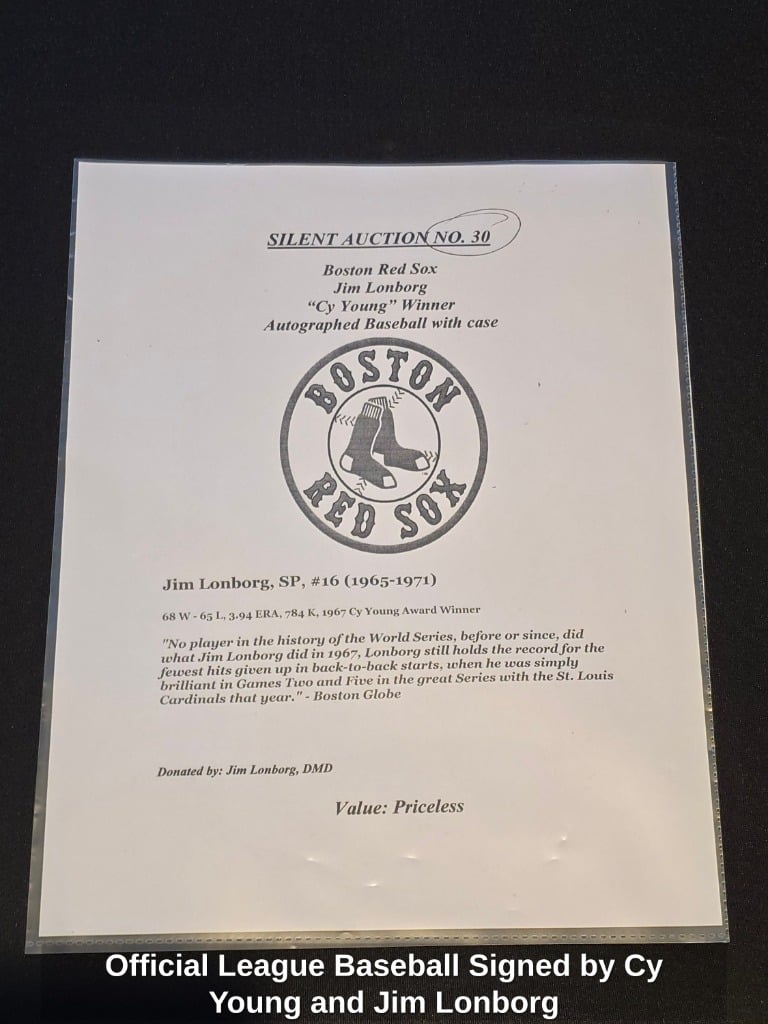 SILENT AUCTION NO. 30
Boston Red Sox
Jim Lonborg
“Cy Young” Winner
Autographed Baseball with case
BOSTON
RED SOX
Jim Lonborg, SP, #16 (1965-1971)
68 W - 65 L, 3.94 ERA, 784 K, 1967 Cy Young Award Winner
"No player in the history of the World Series, before or since, did
what Jim Lonborg did in 1967, Lonborg still holds the record for the
fewest hits given up in back-to-back starts, when he was simply
brilliant in Games Two and Five in the great Series with the St. Louis
Cardinals that year." - Boston Globe
Donated by: Jim Lonborg, DMD
Value: Priceless
Official League Baseball Signed by Cy
Young and Jim Lonborg